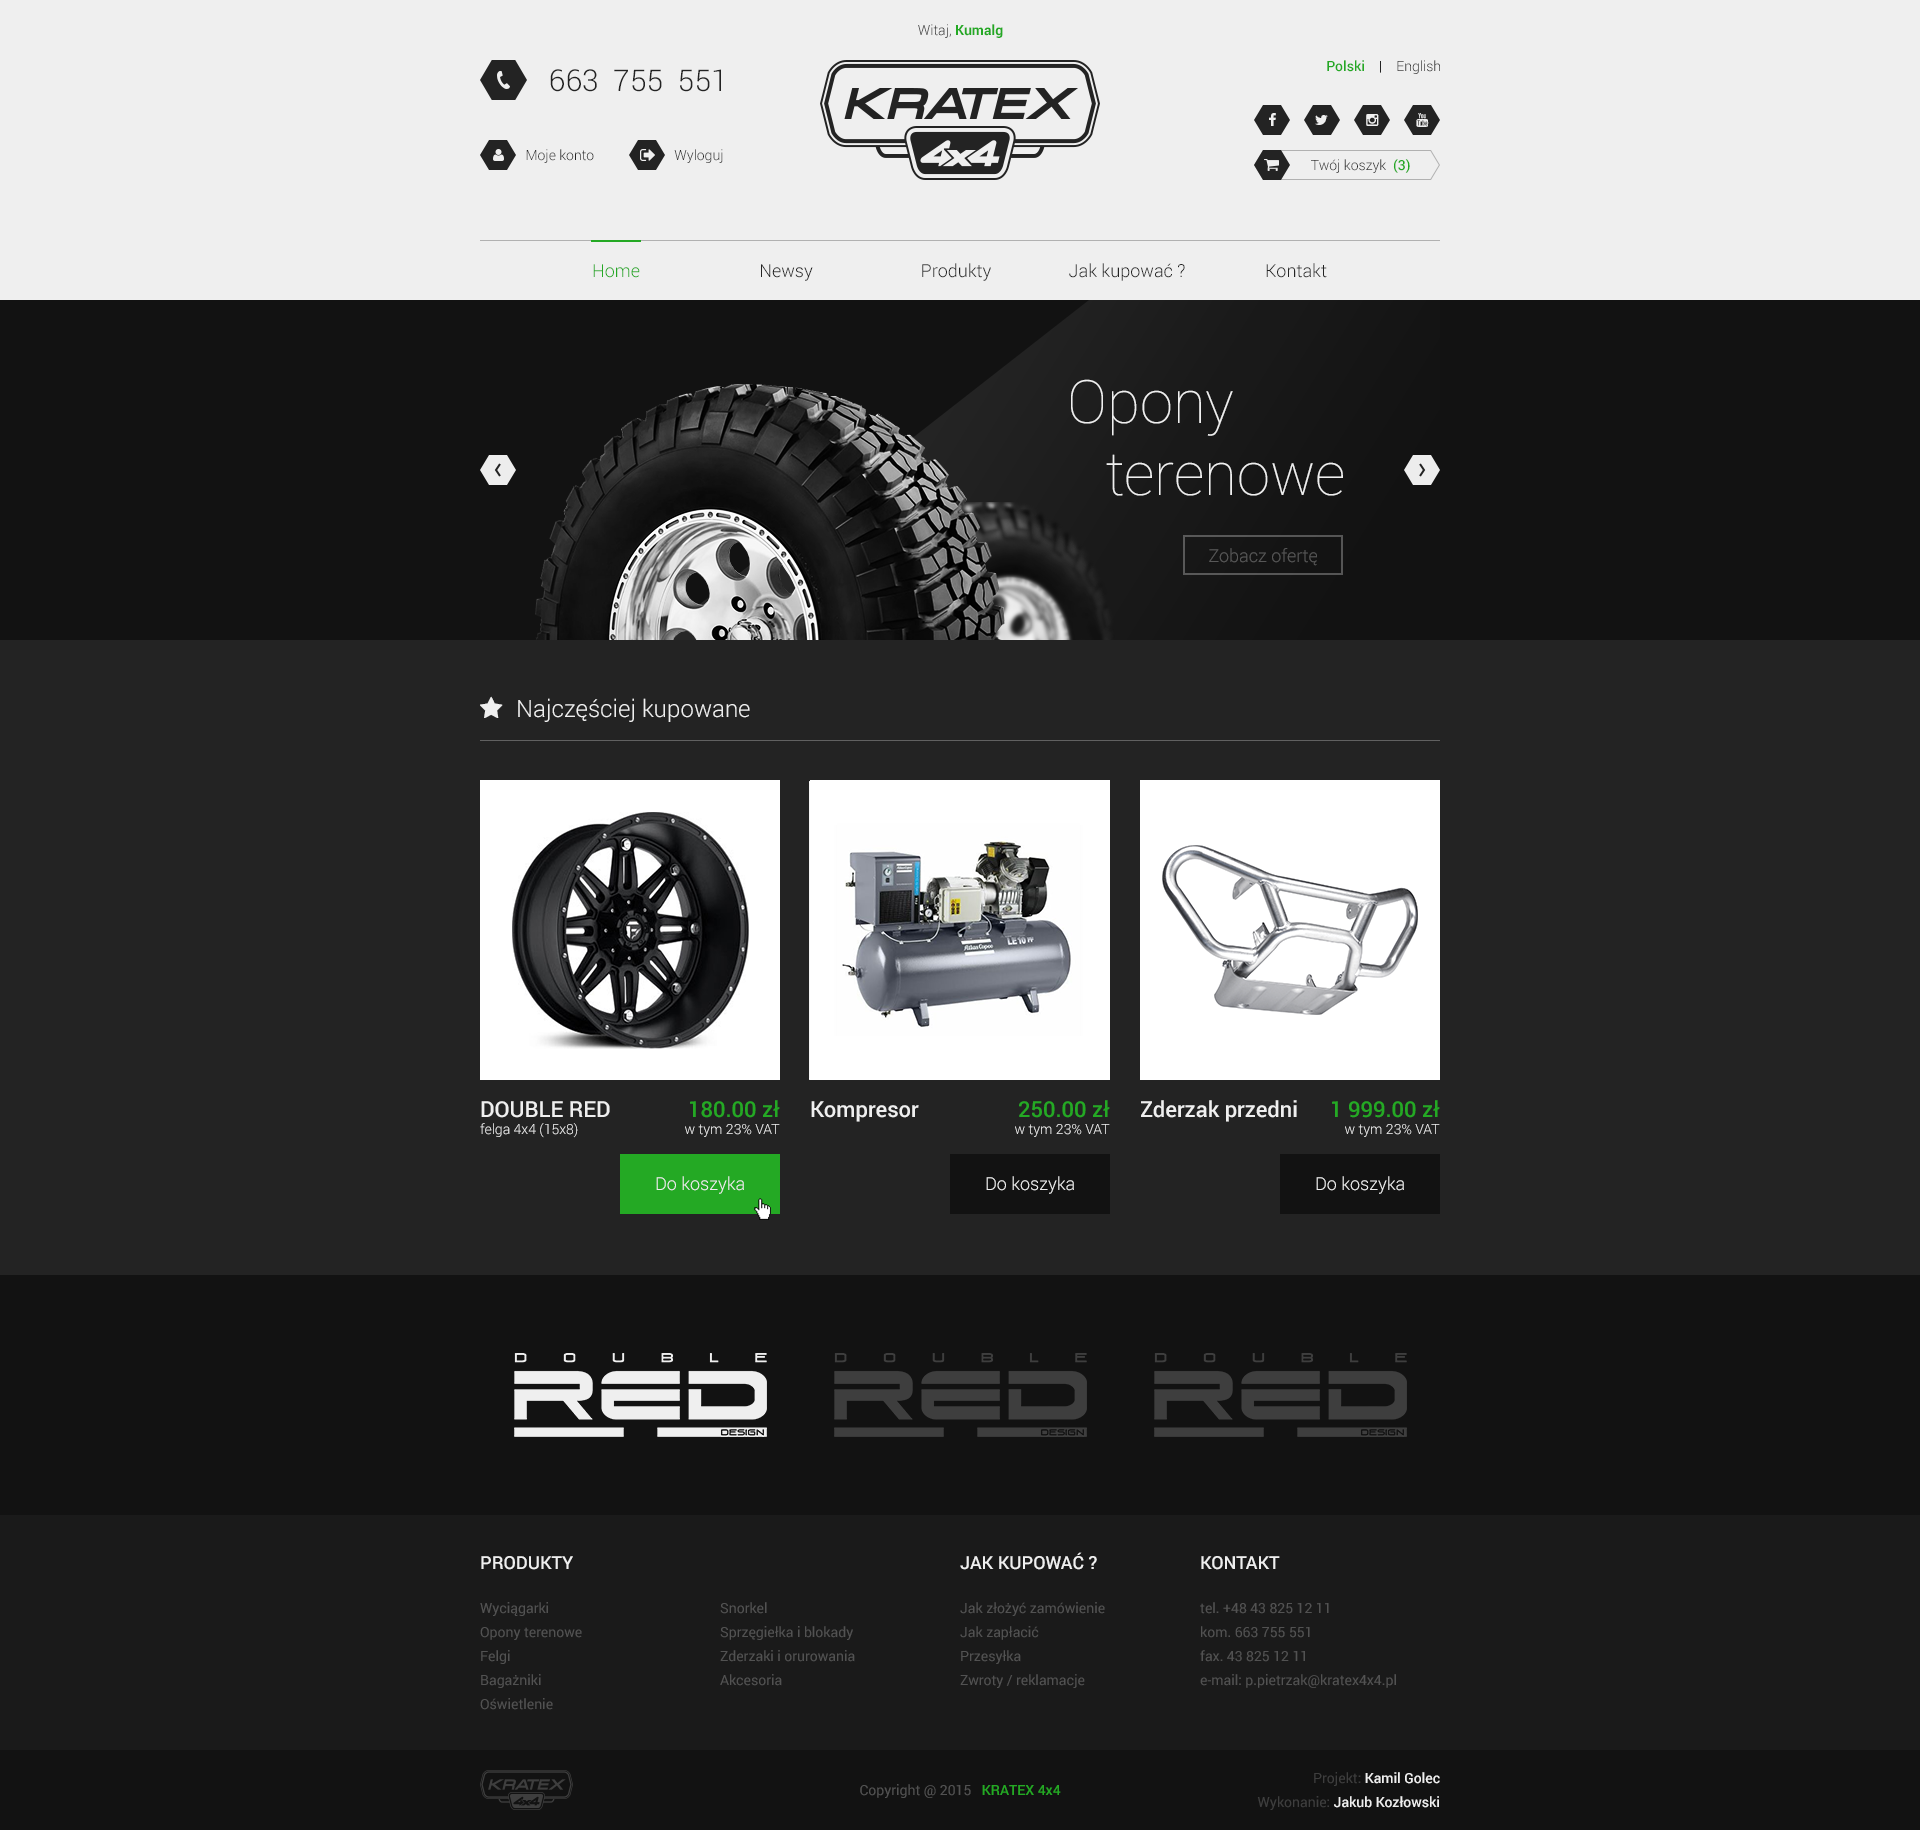 Witaj, Kumalg
663 755 551
Moje konto
Wyloguj
KRATEX
4x4
Polski | English
You
Tube
Twój koszyk (3)
Home
Newsy
Produkty
Jak kupować ?
Kontakt
Opony
terenowe
Zobacz ofertę
Najczęściej kupowane
Atlas Copco
LE 10
DOUBLE RED
180.00 zł
felga 4x4 (15x8)
w tym 23% VAT
Do koszyka
Kompresor
250.00 zł
w tym 23% VAT
Do koszyka
Zderzak przedni
1 999.00 zł
w tym 23% VAT
Do koszyka
DOUBLE
RED
DESIGN
DOUBLE
RED
DESIGN
DOUBLE
RED
DESIGN
PRODUKTY
Wyciągarki
Opony terenowe
Felgi
Bagażniki
Oświetlenie
Snorkel
Sprzęgiełka i blokady
Zderzaki i orurowania
Akcesoria
JAK KUPOWAĆ ?
Jak złożyć zamówienie
Jak zapłacić
Przesyłka
Zwroty / reklamacje
KONTAKT
tel. +48 43 825 12 11
kom. 663 755 551
fax. 43 825 12 11
e-mail: p.pietrzak@kratex4x4.pl
KRATEX
4x4
Copyright @ 2015 KRATEX 4x4
Projekt: Kamil Golec
Wykonanie: Jakub Kozłowski